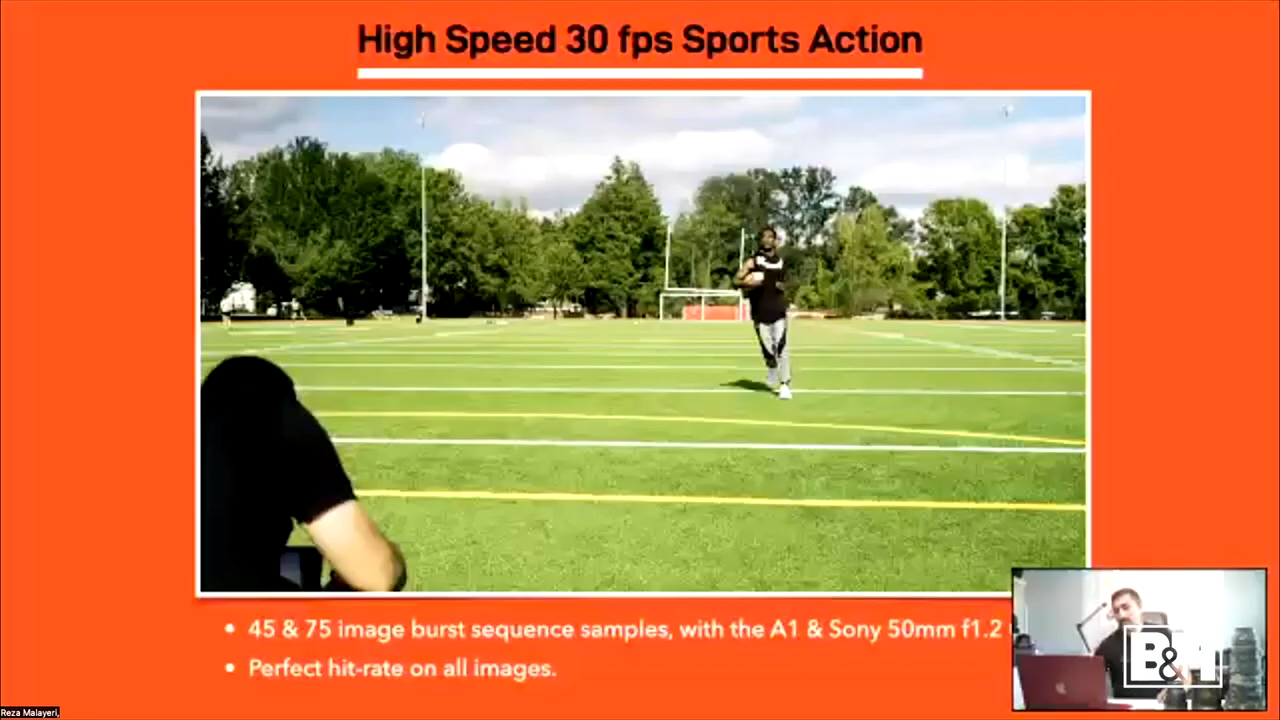 High Speed 30 fps Sports Action
• 45 & 75 image burst sequence samples, with the A1 & Sony 50mm f1.2
• Perfect hit-rate on all images.
B&H
Reza Malayeri,